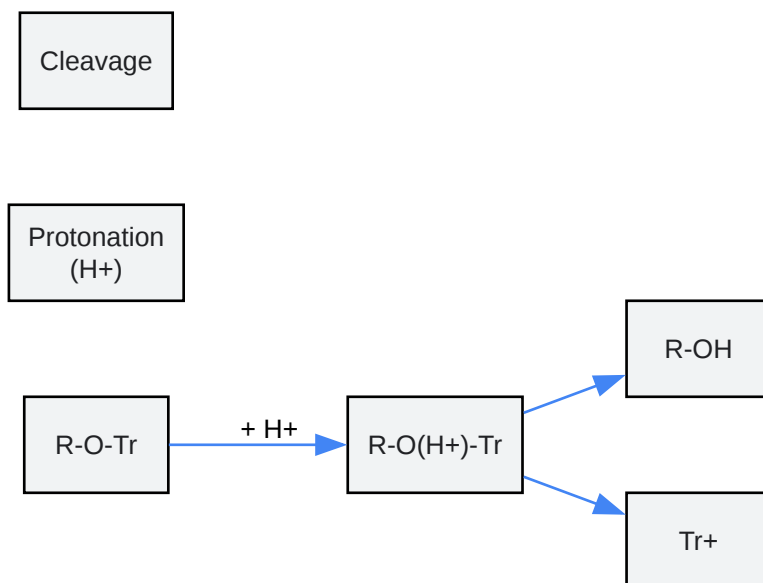 Cleavage
Protonation
(H+)
R-OH
+ H+
R-O-Tr
R-O(H+)-Tr
Tr+